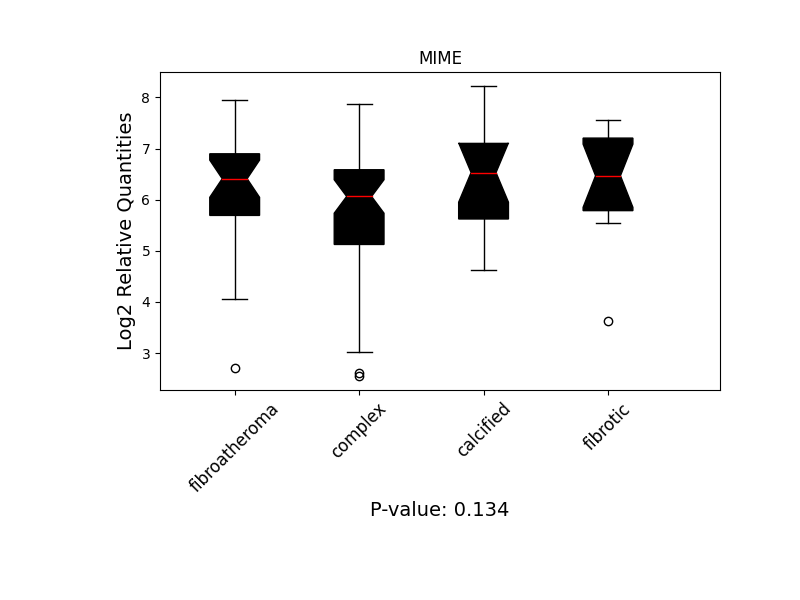 MIME
Log2 Relative Quantities
8
7
6
5
4
3
fibroatheroma
complex
calcified
fibrotic
P-value: 0.134